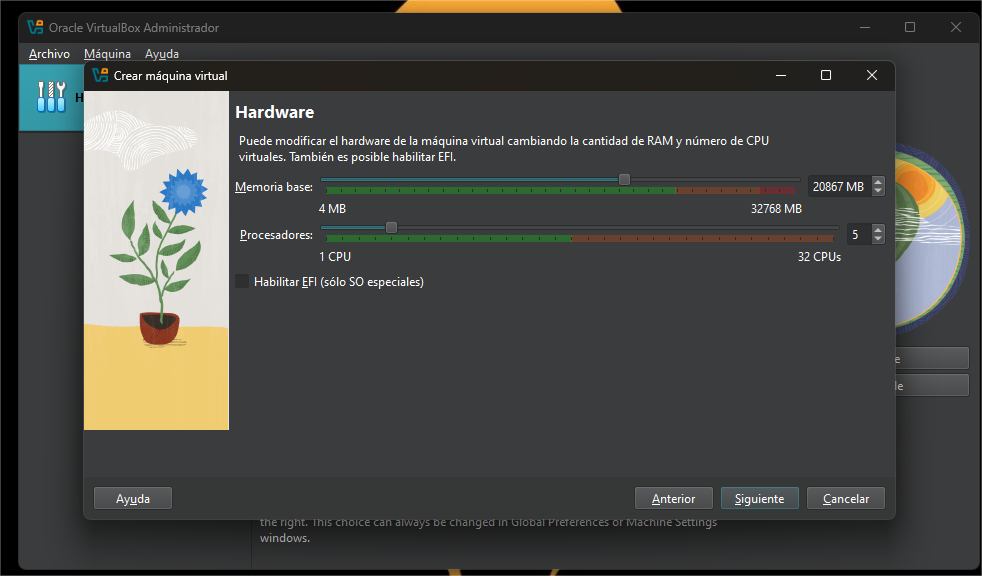 Oracle VirtualBox Administrador
Archivo Máquina Ayuda
Crear máquina virtual
H
Hardware
Puede modificar el hardware de la máquina virtual cambiando la cantidad de RAM y número de CPU
virtuales. También es posible habilitar EFI.
Memoria base: 20867 MB
4 MB 32768 MB
Procesadores: 5
1 CPU 32 CPUs
Habilitar EFI (sólo SO especiales)
Ayuda Anterior Siguiente Cancelar
the right. This choice can always be changed in Global Preferences or Machine Settings
windows.